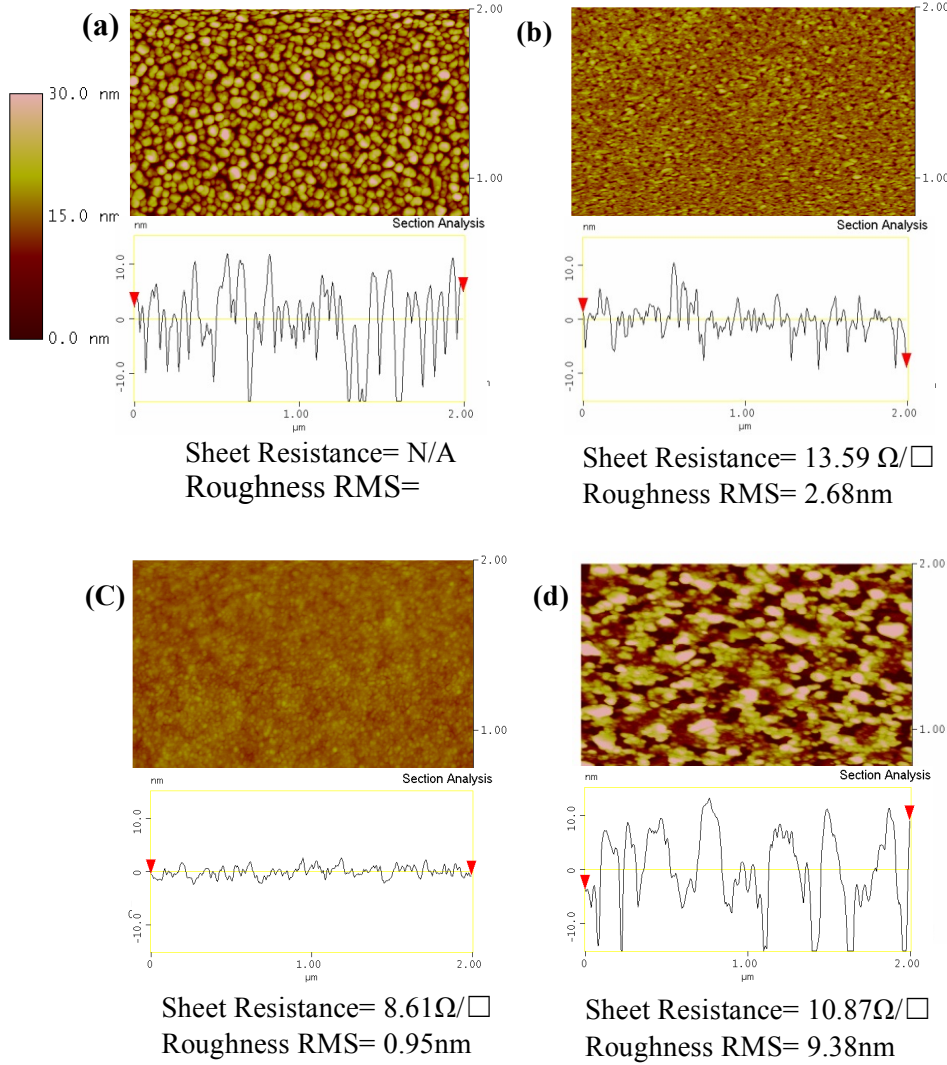 (a)
2.00
1.00
30.0 nm
15.0 nm
0.0 nm
nm
Section Analysis
10.0
0
-10.0
0
1.00
2.00
μm
Sheet Resistance= N/A
Roughness RMS=
(b)
2.00
1.00
nm
Section Analysis
10.0
0
-10.0
0
1.00
2.00
μm
Sheet Resistance= 13.59 Ω/□
Roughness RMS= 2.68nm
(C)
2.00
1.00
nm
Section Analysis
10.0
0
-10.0
0
1.00
2.00
μm
Sheet Resistance= 8.61Ω/□
Roughness RMS= 0.95nm
(d)
2.00
1.00
nm
Section Analysis
10.0
0
-10.0
0
1.00
2.00
μm
Sheet Resistance= 10.87Ω/□
Roughness RMS= 9.38nm